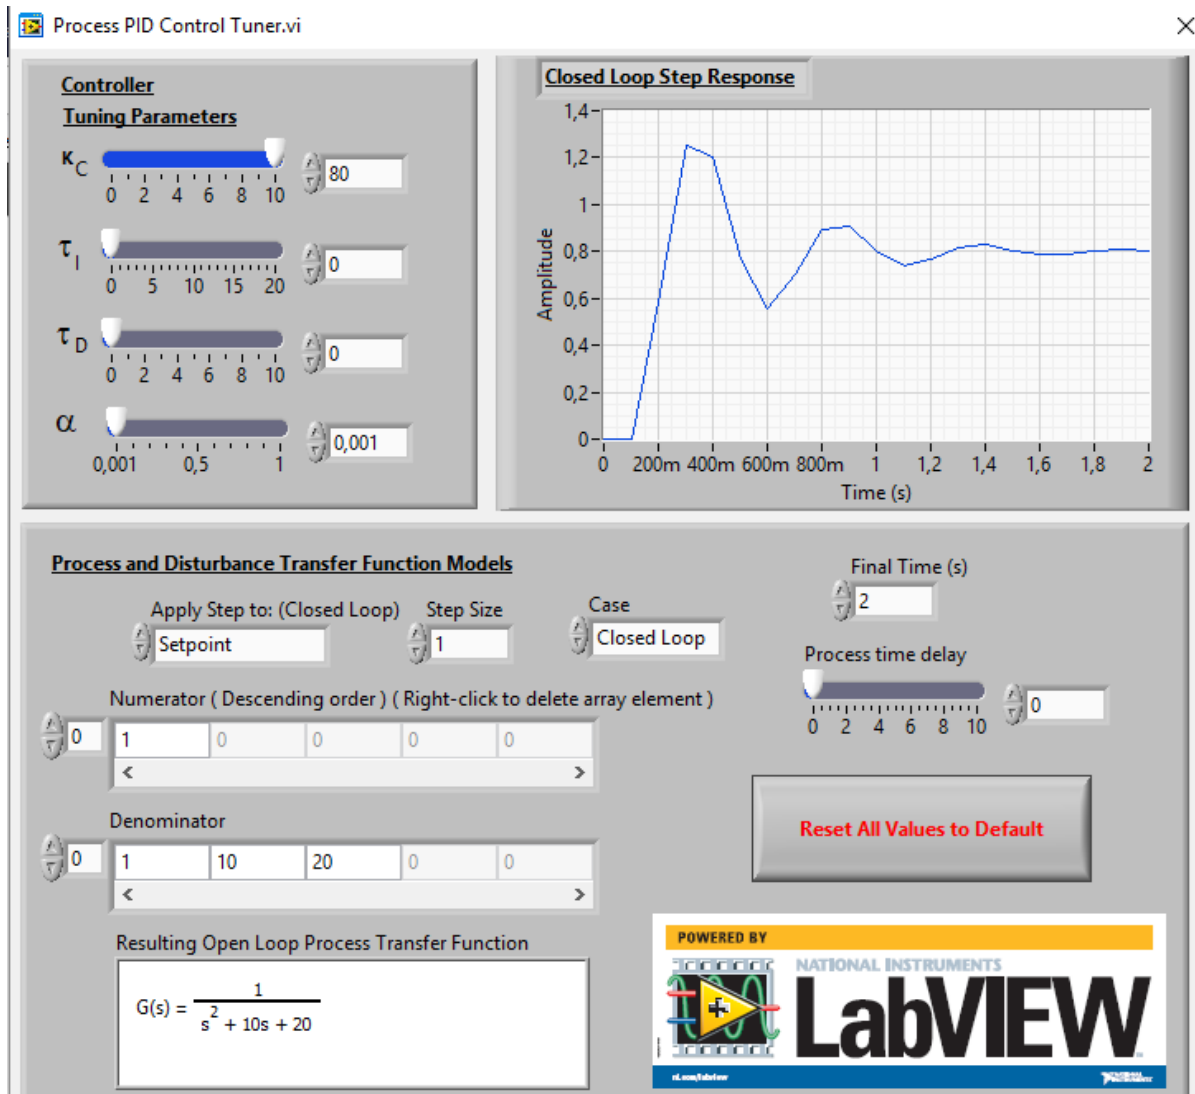 Process PID Control Tuner.vi
Controller
Tuning Parameters
κC
0 2 4 6 8 10
80
τI
0 5 10 15 20
0
τD
0 2 4 6 8 10
0
α
0,001 0,5 1
0,001
Closed Loop Step Response
1,4
1,2
1
0,8
0,6
0,4
0,2
0
Amplitude
0 200m 400m 600m 800m 1 1,2 1,4 1,6 1,8 2
Time (s)
Process and Disturbance Transfer Function Models
Apply Step to: (Closed Loop) Step Size Case
Setpoint 1 Closed Loop
Final Time (s)
2
Process time delay
0 2 4 6 8 10
0
Numerator ( Descending order ) ( Right-click to delete array element )
0 1 0 0 0 0
Denominator
0 1 10 20 0 0
Reset All Values to Default
Resulting Open Loop Process Transfer Function
G(s) = 1
s2 + 10s + 20
POWERED BY
NATIONAL INSTRUMENTS
LabVIEW
ni.com/labview